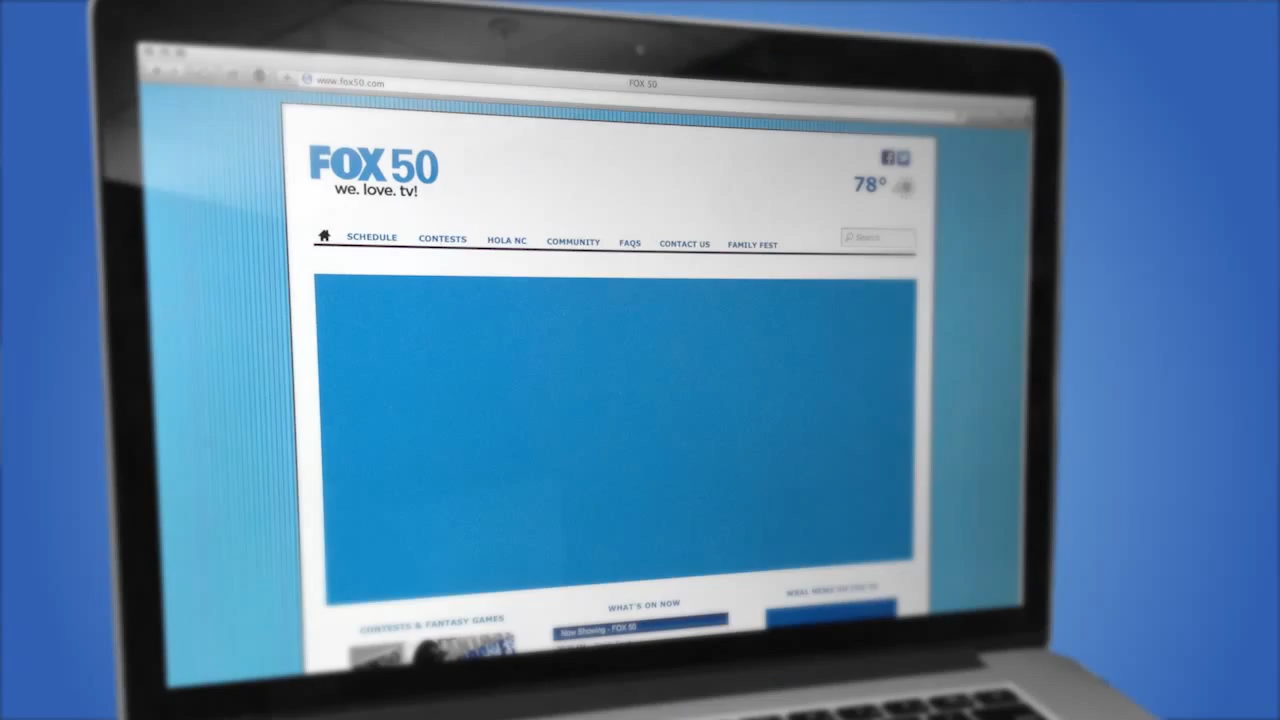 www.fox50.com
FOX 50
FOX 50
we. love. tv!
78°
SCHEDULE CONTESTS HOLA NC COMMUNITY FAQS CONTACT US FAMILY FEST
Search
WHAT'S ON NOW
CONTESTS & FANTASY GAMES
Now Showing - FOX 50